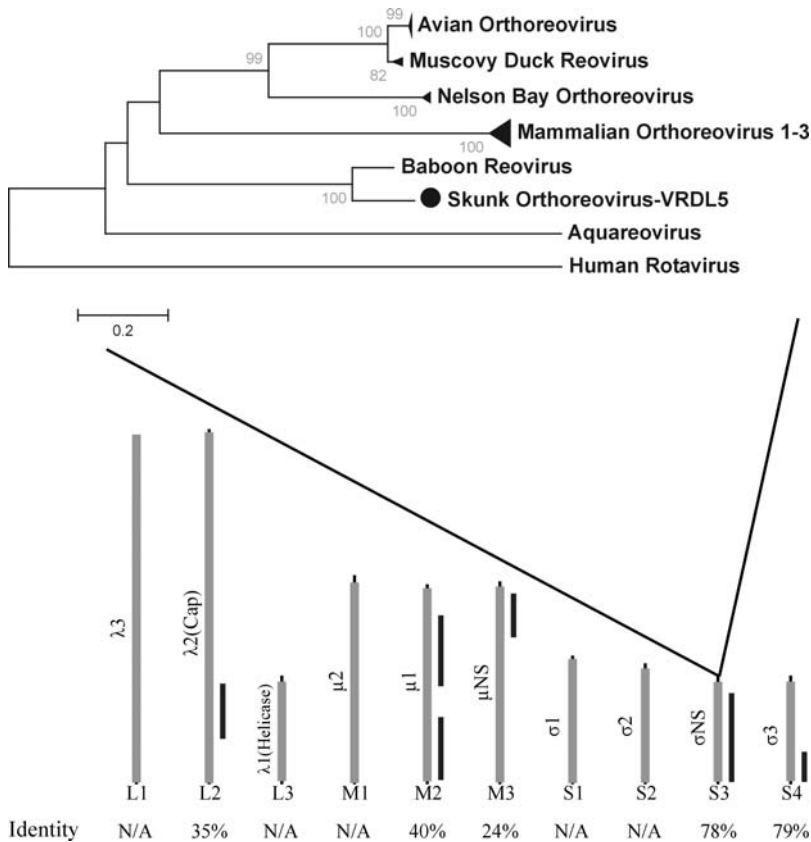 99
Avian Orthoreovirus
100
99
Muscovy Duck Reovirus
82
Nelson Bay Orthoreovirus
100
Mammalian Orthoreovirus 1-3
100
Baboon Reovirus
100
Skunk Orthoreovirus-VRDL5
Aquareovirus
Human Rotavirus
0.2
λ3
λ2(Cap)
λ1(Helicase)
μ2
μ1
μNS
σ1
σ2
σNS
σ3
L1 L2 L3 M1 M2 M3 S1 S2 S3 S4
Identity N/A 35% N/A N/A 40% 24% N/A N/A 78% 79%